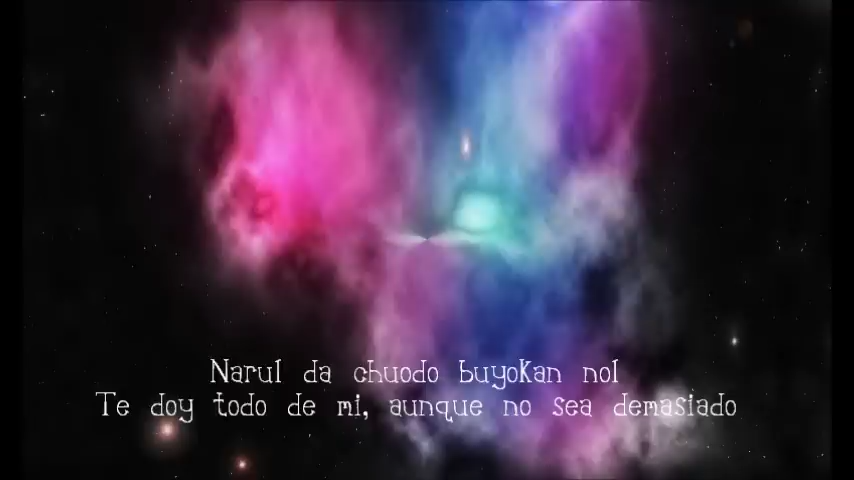 Narul da chuodo buyokan nol
Te doy todo de mi, aunque no sea demasiado